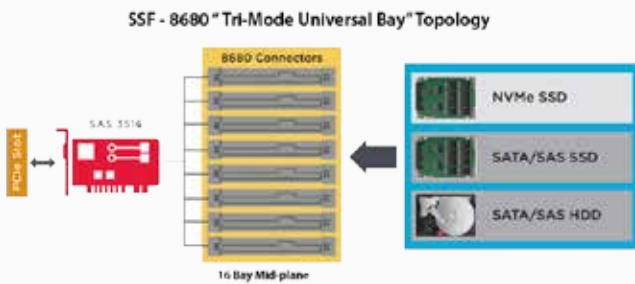 SSF - 8680 " Tri-Mode Universal Bay" Topology
8680 Connectors
NVMe SSD
SAS 3516
PCIe Slot
SATA/SAS SSD
SATA/SAS HDD
16 Bay Mid-plane